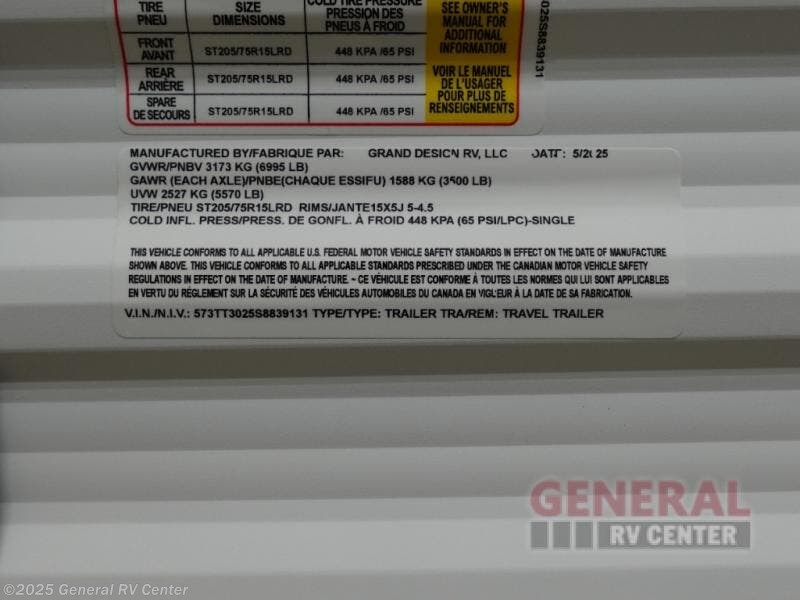 TIRE PNEU SIZE DIMENSIONS COLD TIRE PRESSURE PRESSION DES PNEUS À FROID
SEE OWNER'S
MANUAL FOR
ADDITIONAL
INFORMATION
FRONT AVANT ST205/75R15LRD 448 KPA /65 PSI
REAR ARRIÈRE ST205/75R15LRD 448 KPA /65 PSI
SPARE DE SECOURS ST205/75R15LRD 448 KPA /65 PSI
VOIR LE MANUEL
DE L'USAGER
POUR PLUS DE
RENSEIGNEMENTS
025S8839131
MANUFACTURED BY/FABRIQUE PAR: GRAND DESIGN RV, LLC
GVWR/PNBV 3173 KG (6995 LB)
GAWR (EACH AXLE)/PNBE(CHAQUE ESSIFU) 1588 KG (3500 LB)
UVW 2527 KG (5570 LB)
TIRE/PNEU ST205/75R15LRD RIMS/JANTE15X5J 5-4.5
COLD INFL. PRESS/PRESS. DE GONFL. À FROID 448 KPA (65 PSI/LPC)-SINGLE
THIS VEHICLE CONFORMS TO ALL APPLICABLE U.S. FEDERAL MOTOR VEHICLE SAFETY STANDARDS IN EFFECT ON THE DATE OF MANUFACTURE
SHOWN ABOVE. THIS VEHICLE CONFORMS TO ALL APPLICABLE STANDARDS PRESCRIBED UNDER THE CANADIAN MOTOR VEHICLE SAFETY
REGULATIONS IN EFFECT ON THE DATE OF MANUFACTURE. ~ CE VÉHICULE EST CONFORME À TOUTES LES NORMES QUI LUI SONT APPLICABLES
EN VERTU DU RÉGLEMENT SUR LA SÉCURITÉ DES VÉHICULES AUTOMOBILES DU CANADA EN VIGUEUR À LA DATE DE SA FABRICATION.
V.I.N./N.I.V.: 573TT3025S8839131 TYPE/TYPE: TRAILER TRA/REM: TRAVEL TRAILER
GENERAL
RV CENTER
©2025 General RV Center